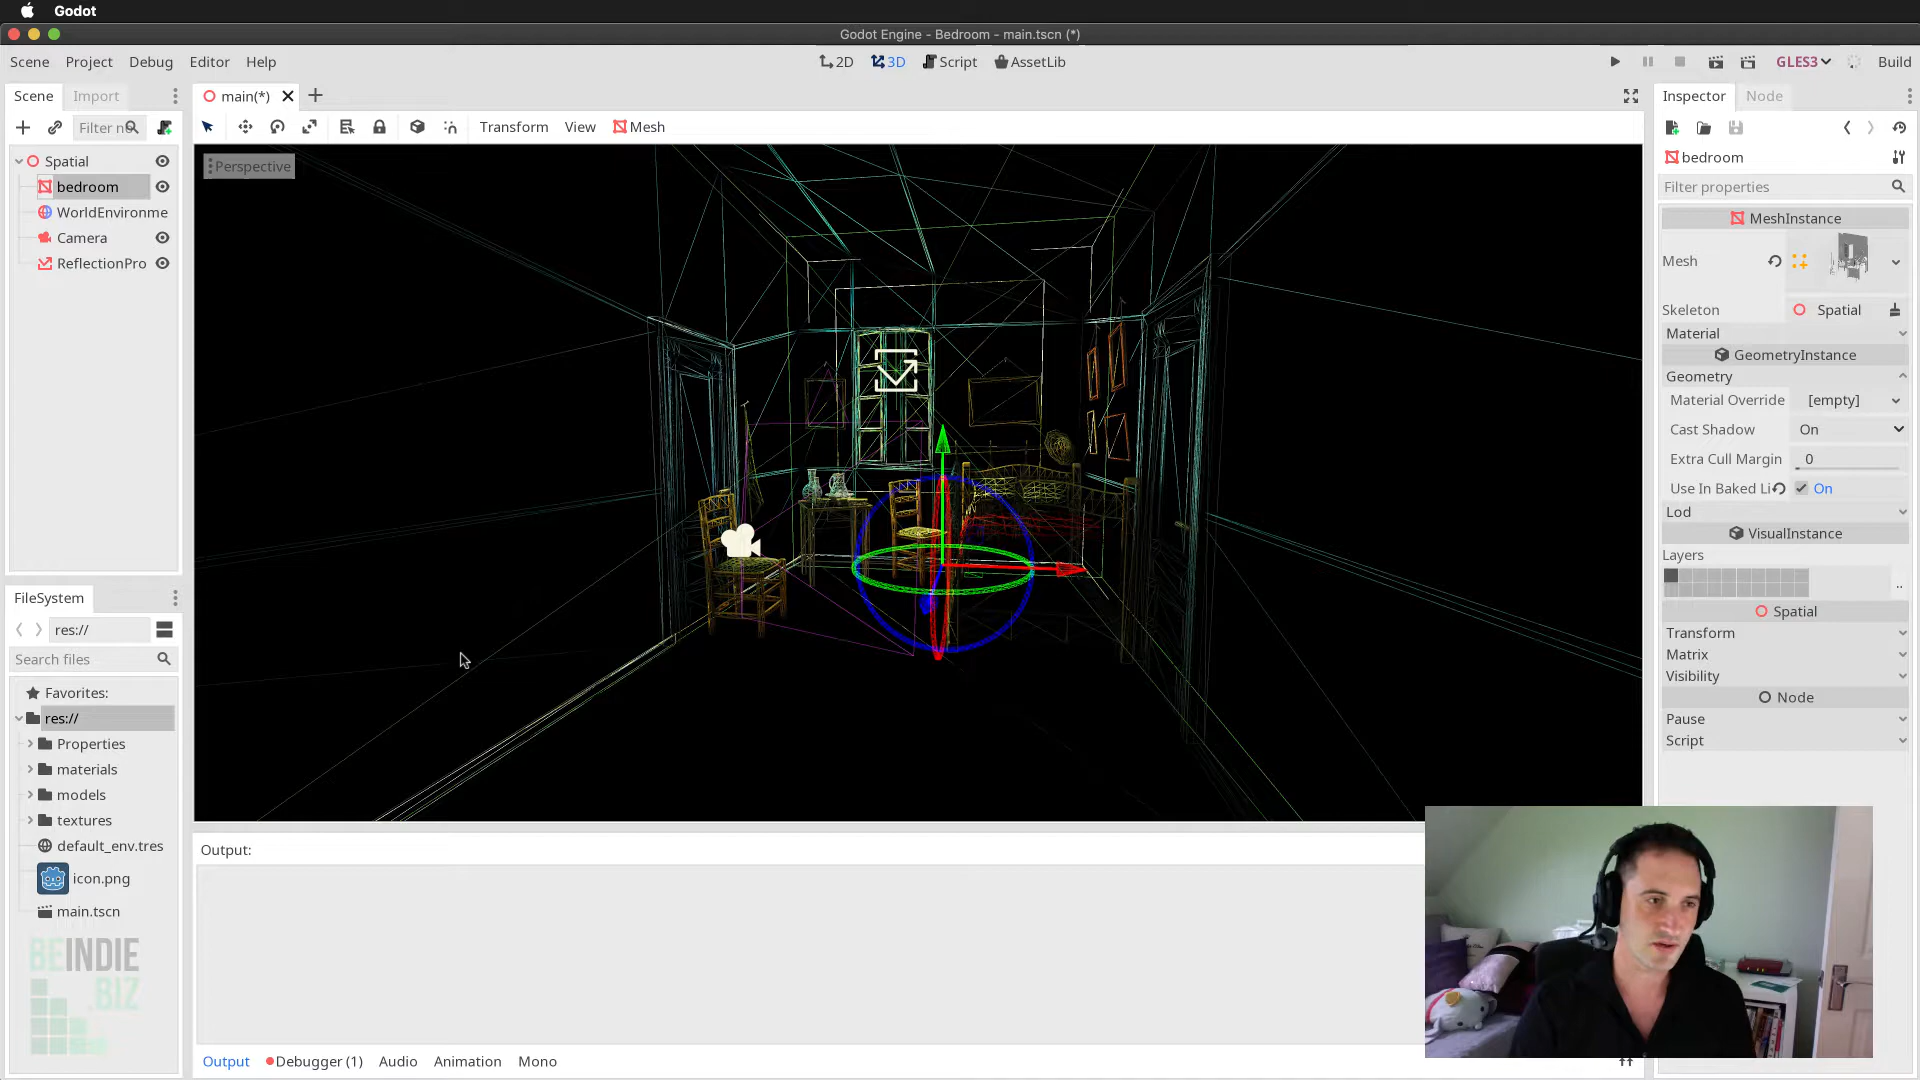 Godot
Godot Engine - Bedroom - main.tscn (*)
Scene Project Debug Editor Help
2D 3D Script AssetLib
GLES3 Build
Scene Import
main(*)
Inspector Node
Filter n
Transform View Mesh
Spatial
bedroom
WorldEnvironme
Camera
ReflectionPro
Perspective
bedroom
Filter properties
MeshInstance
Mesh
Skeleton Spatial
Material
GeometryInstance
Geometry
Material Override [empty]
Cast Shadow On
Extra Cull Margin 0
Use In Baked Li On
Lod
VisualInstance
Layers
..
Spatial
Transform
Matrix
Visibility
Node
Pause
Script
FileSystem
res://
Search files
Favorites:
res://
Properties
materials
models
textures
default_env.tres
icon.png
main.tscn
BEINDIE
.BIZ
Output:
Output Debugger (1) Audio Animation Mono